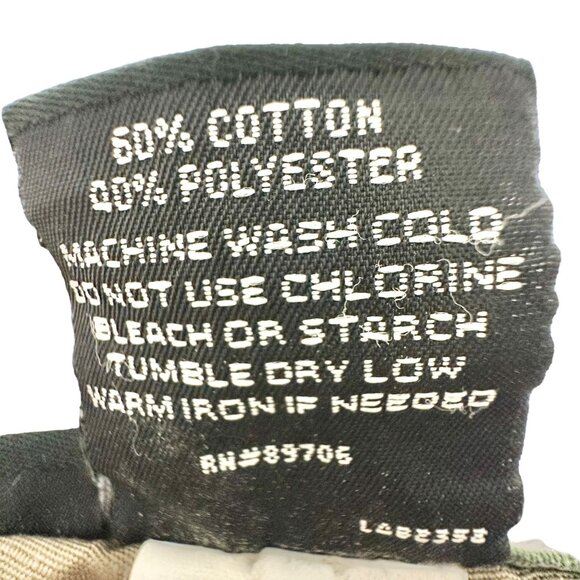 60% COTTON
40% POLYESTER
MACHINE WASH COLD
DO NOT USE CHLORINE
BLEACH OR STARCH
TUMBLE DRY LOW
WARM IRON IF NEEDED
RN#89706